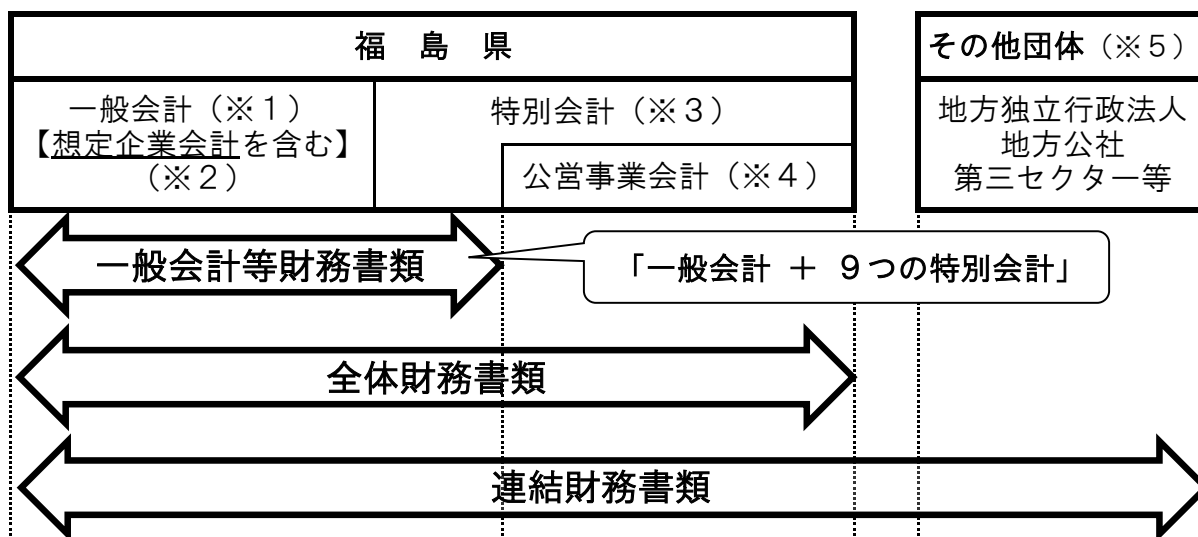 福 島 県
その他団体（※５）
一般会計（※１）
【想定企業会計を含む】
（※２）
特別会計（※３）
公営事業会計（※４）
地方独立行政法人
地方公社
第三セクター等
一般会計等財務書類
「一般会計 ＋ ９つの特別会計」
全体財務書類
連結財務書類